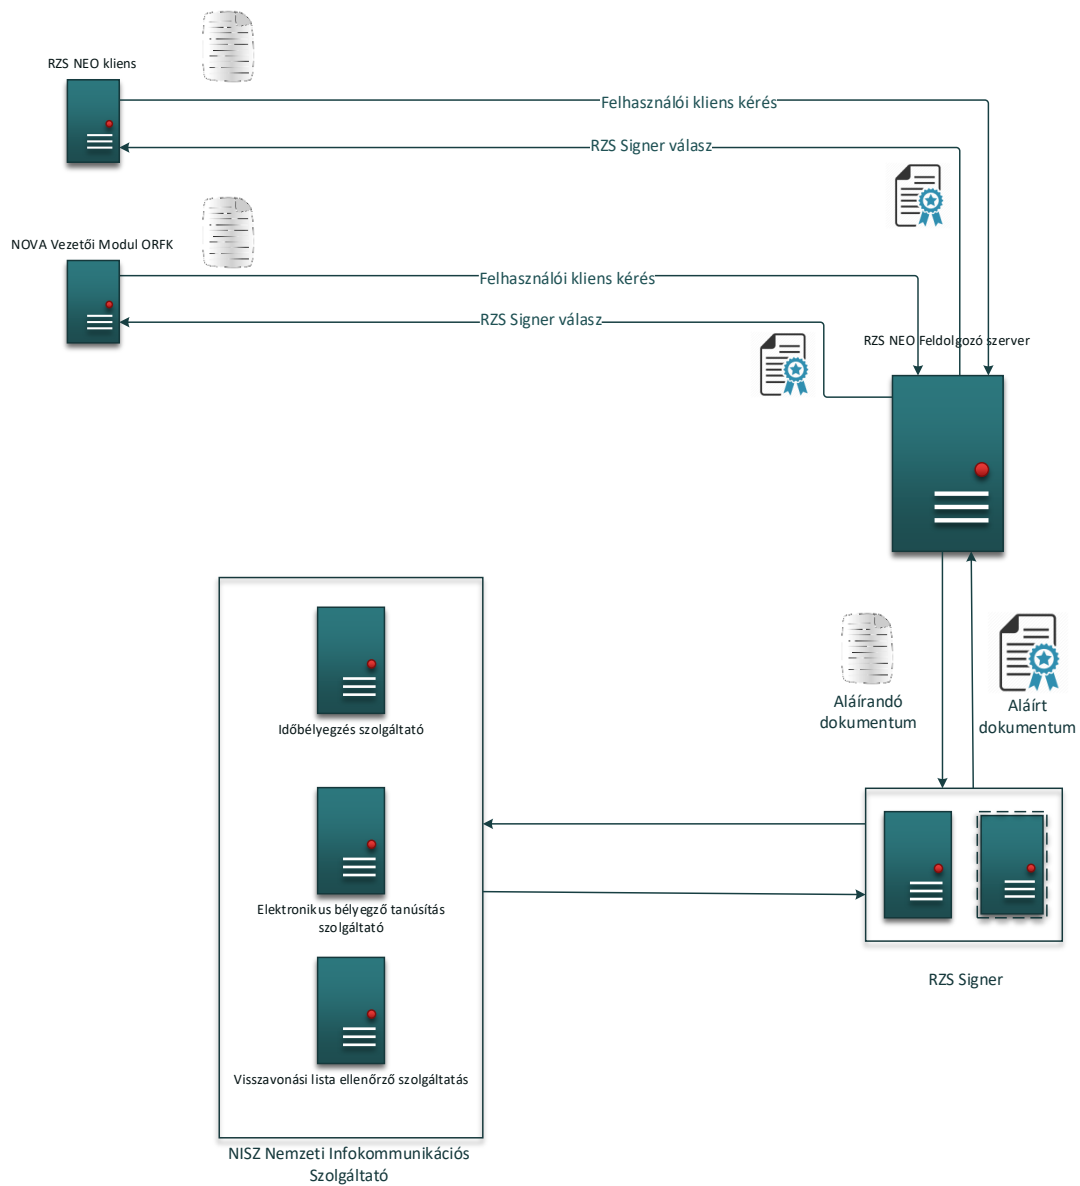 RZS NEO kliens
Felhasználói kliens kérés
RZS Signer válasz
NOVA Vezetői Modul ORFK
Felhasználói kliens kérés
RZS Signer válasz
RZS NEO Feldolgozó szerver
Aláírandó
dokumentum
Aláírt
dokumentum
Időbélyegzés szolgáltató
Elektronikus bélyegző tanúsítás
szolgáltató
RZS Signer
Visszavonási lista ellenőrző szolgáltatás
NISZ Nemzeti Infokommunikációs
Szolgáltató